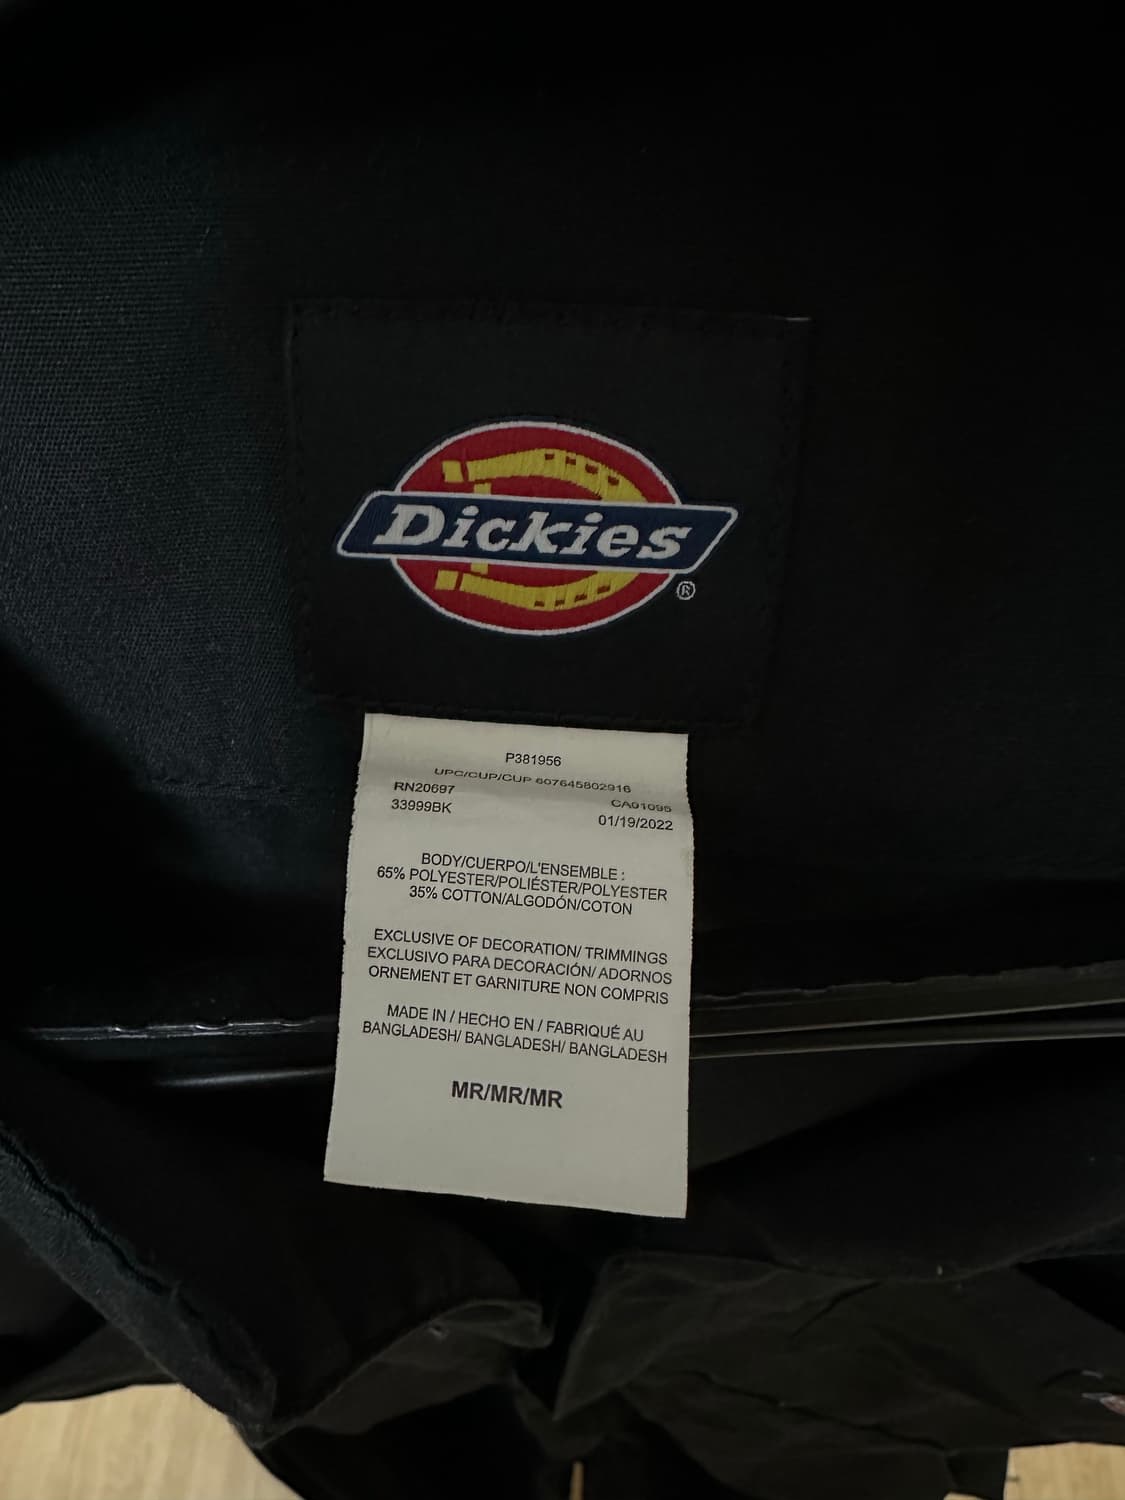 Dickies
®
P381956
UPC/CUP/CUP 607645802916
RN20697 CA01095
33999BK 01/19/2022
BODY/CUERPO/L'ENSEMBLE :
65% POLYESTER/POLIÉSTER/POLYESTER
35% COTTON/ALGODÓN/COTON
EXCLUSIVE OF DECORATION/ TRIMMINGS
EXCLUSIVO PARA DECORACIÓN/ ADORNOS
ORNEMENT ET GARNITURE NON COMPRIS
MADE IN / HECHO EN / FABRIQUÉ AU
BANGLADESH/ BANGLADESH/ BANGLADESH
MR/MR/MR